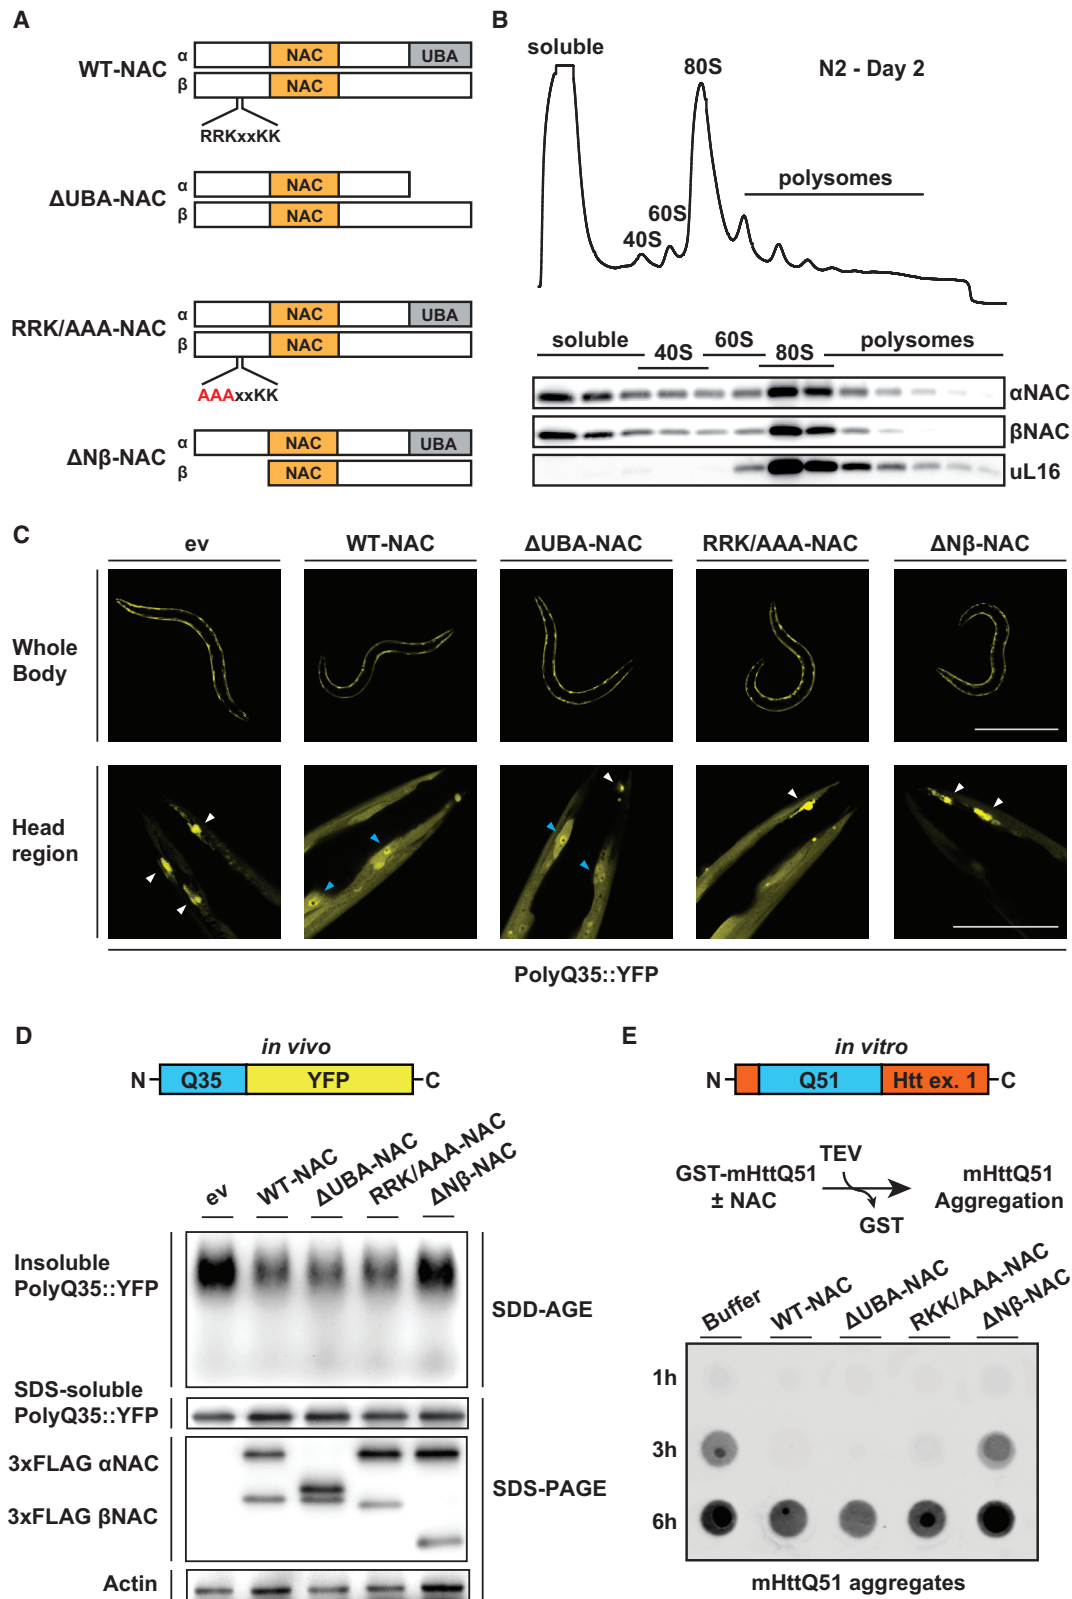 A
WT-NAC
α
NAC
UBA
β
NAC
RRKxxKK
ΔUBA-NAC
α
NAC
β
NAC
RRK/AAA-NAC
α
NAC
UBA
β
NAC
AAAxxKK
ΔNβ-NAC
α
NAC
UBA
β
NAC
B
soluble
80S
N2 - Day 2
polysomes
60S
40S
soluble
40S
60S
80S
polysomes
αNAC
βNAC
uL16
C
ev
WT-NAC
ΔUBA-NAC
RRK/AAA-NAC
ΔNβ-NAC
Whole
Body
Head
region
PolyQ35::YFP
D
in vivo
N
Q35
YFP
C
ev
WT-NAC
ΔUBA-NAC
RRK/AAA-NAC
ΔNβ-NAC
Insoluble
PolyQ35::YFP
SDD-AGE
SDS-soluble
PolyQ35::YFP
3xFLAG αNAC
3xFLAG βNAC
SDS-PAGE
Actin
E
in vitro
N
Q51
Htt ex. 1
C
GST-mHttQ51
± NAC
TEV
GST
mHttQ51
Aggregation
Buffer
WT-NAC
ΔUBA-NAC
RKK/AAA-NAC
ΔNβ-NAC
1h
3h
6h
mHttQ51 aggregates